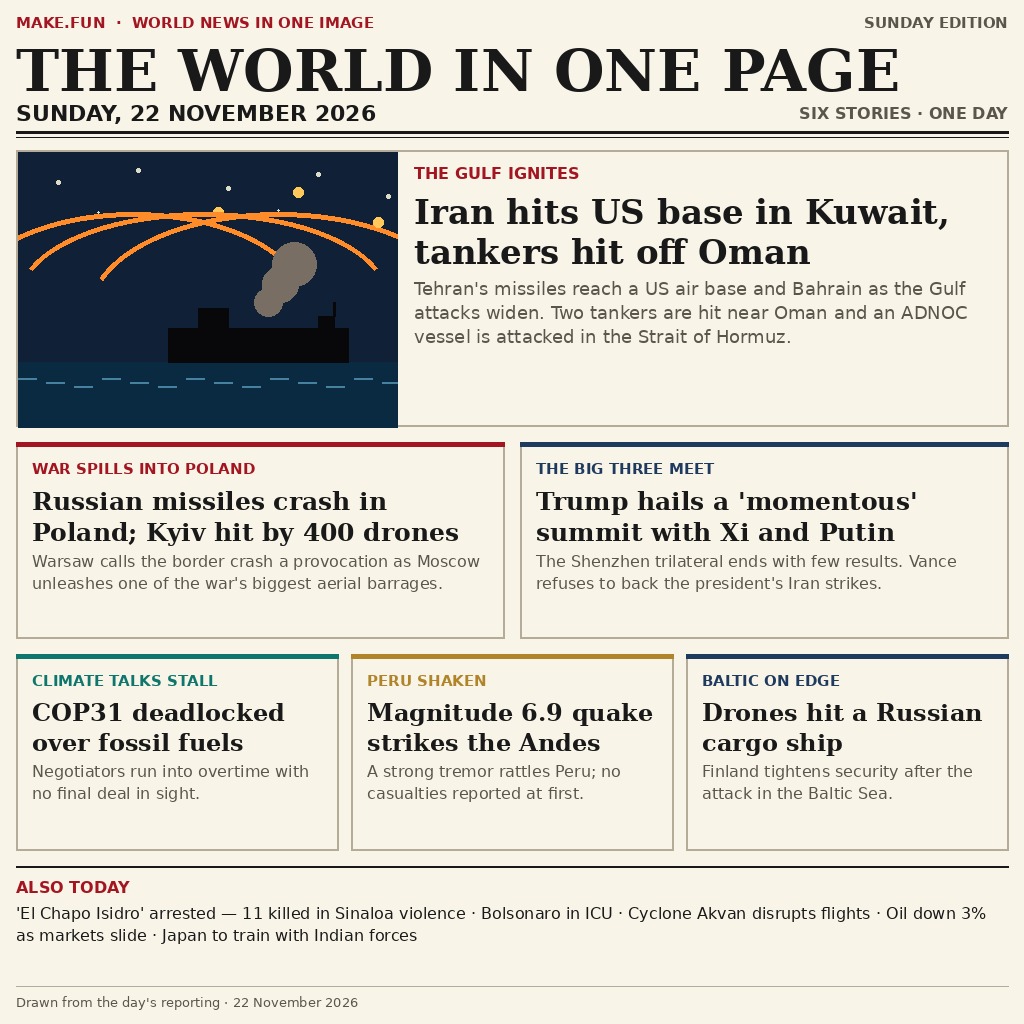 MAKE.FUN · WORLD NEWS IN ONE IMAGE
SUNDAY EDITION
THE WORLD IN ONE PAGE
SUNDAY, 22 NOVEMBER 2026
SIX STORIES · ONE DAY
THE GULF IGNITES
Iran hits US base in Kuwait,
tankers hit off Oman
Tehran's missiles reach a US air base and Bahrain as the Gulf
attacks widen. Two tankers are hit near Oman and an ADNOC
vessel is attacked in the Strait of Hormuz.
WAR SPILLS INTO POLAND
Russian missiles crash in
Poland; Kyiv hit by 400 drones
Warsaw calls the border crash a provocation as Moscow
unleashes one of the war's biggest aerial barrages.
THE BIG THREE MEET
Trump hails a 'momentous'
summit with Xi and Putin
The Shenzhen trilateral ends with few results. Vance
refuses to back the president's Iran strikes.
CLIMATE TALKS STALL
COP31 deadlocked
over fossil fuels
Negotiators run into overtime with
no final deal in sight.
PERU SHAKEN
Magnitude 6.9 quake
strikes the Andes
A strong tremor rattles Peru; no
casualties reported at first.
BALTIC ON EDGE
Drones hit a Russian
cargo ship
Finland tightens security after the
attack in the Baltic Sea.
ALSO TODAY
'El Chapo Isidro' arrested — 11 killed in Sinaloa violence · Bolsonaro in ICU · Cyclone Akvan disrupts flights · Oil down 3%
as markets slide · Japan to train with Indian forces
Drawn from the day's reporting · 22 November 2026